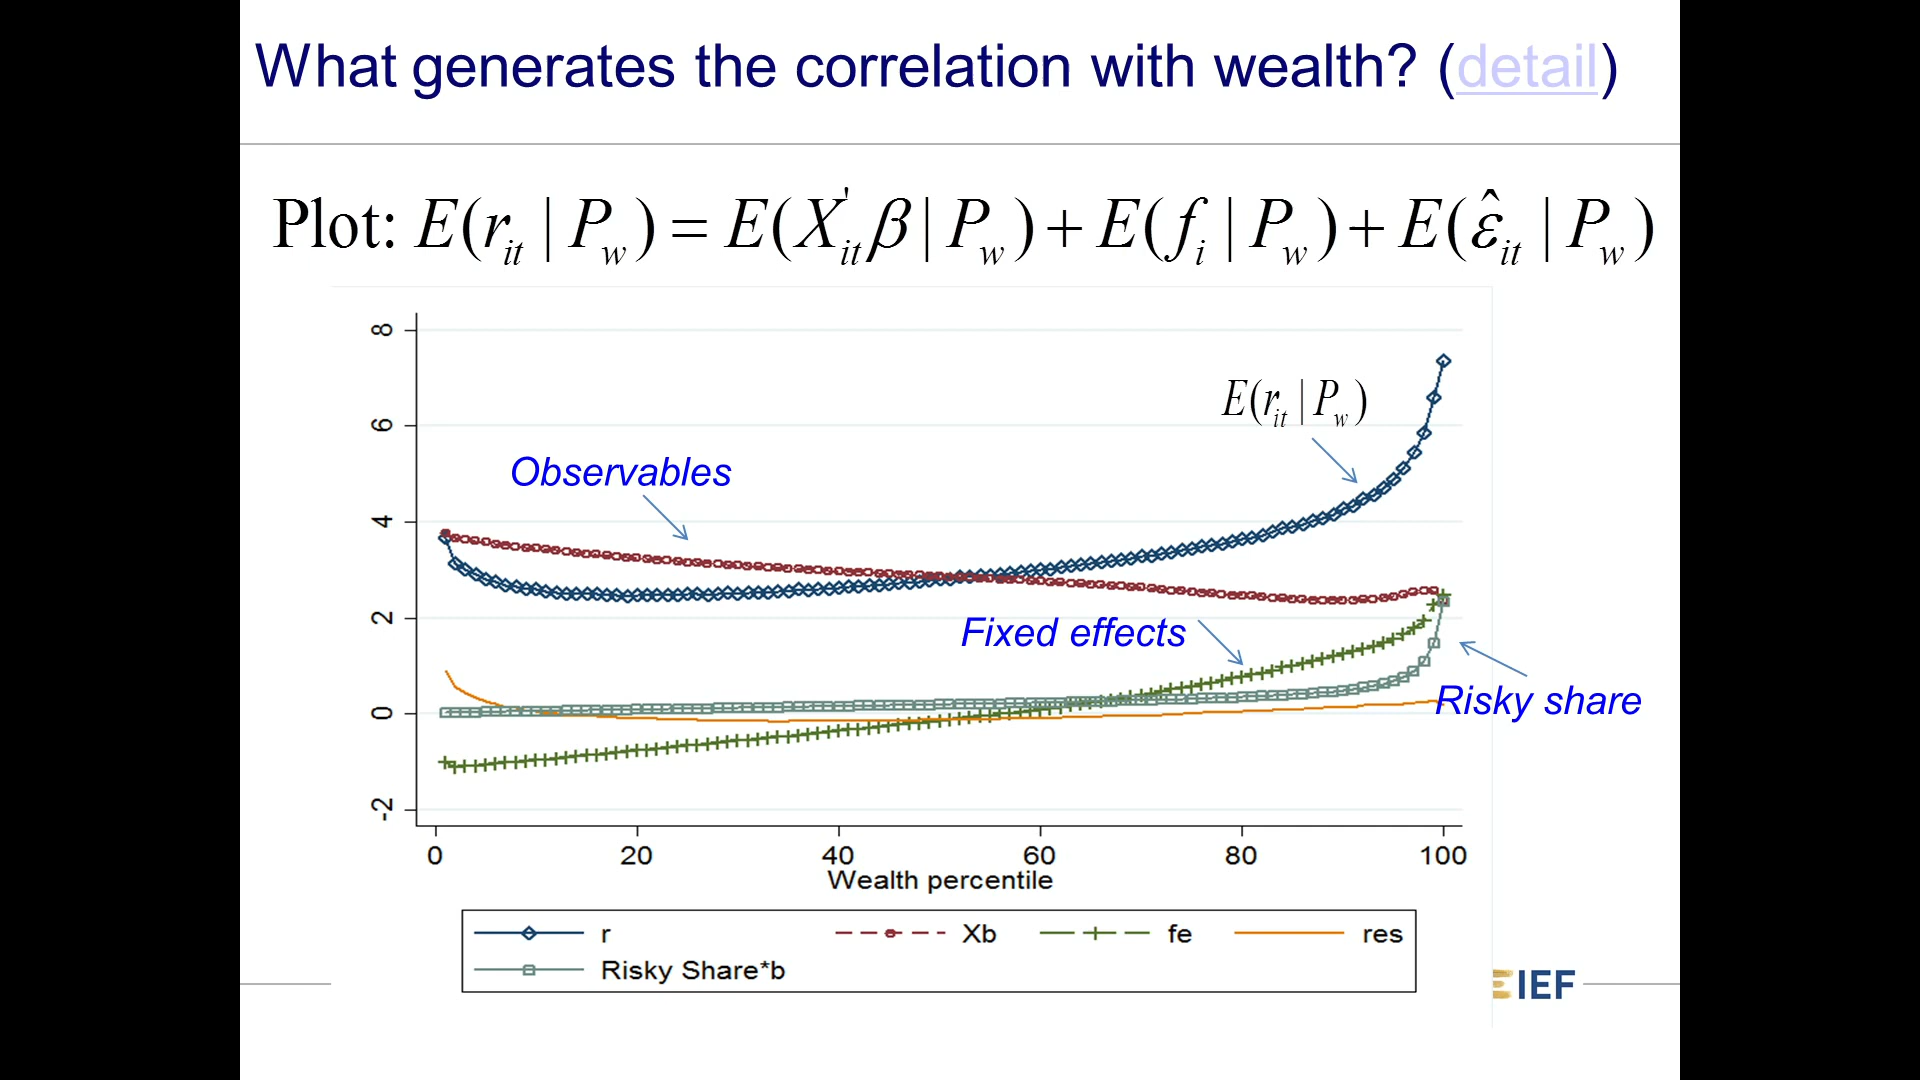 What generates the correlation with wealth? (detail)
Plot: E(r_it | P_w) = E(X'_it β | P_w) + E(f_i | P_w) + E(ε̂_it | P_w)
8
6
4
2
0
-2
E(r_it | P_w)
Observables
Fixed effects
Risky share
0 20 40 60 80 100
Wealth percentile
r Xb fe res
Risky Share*b
EIEF